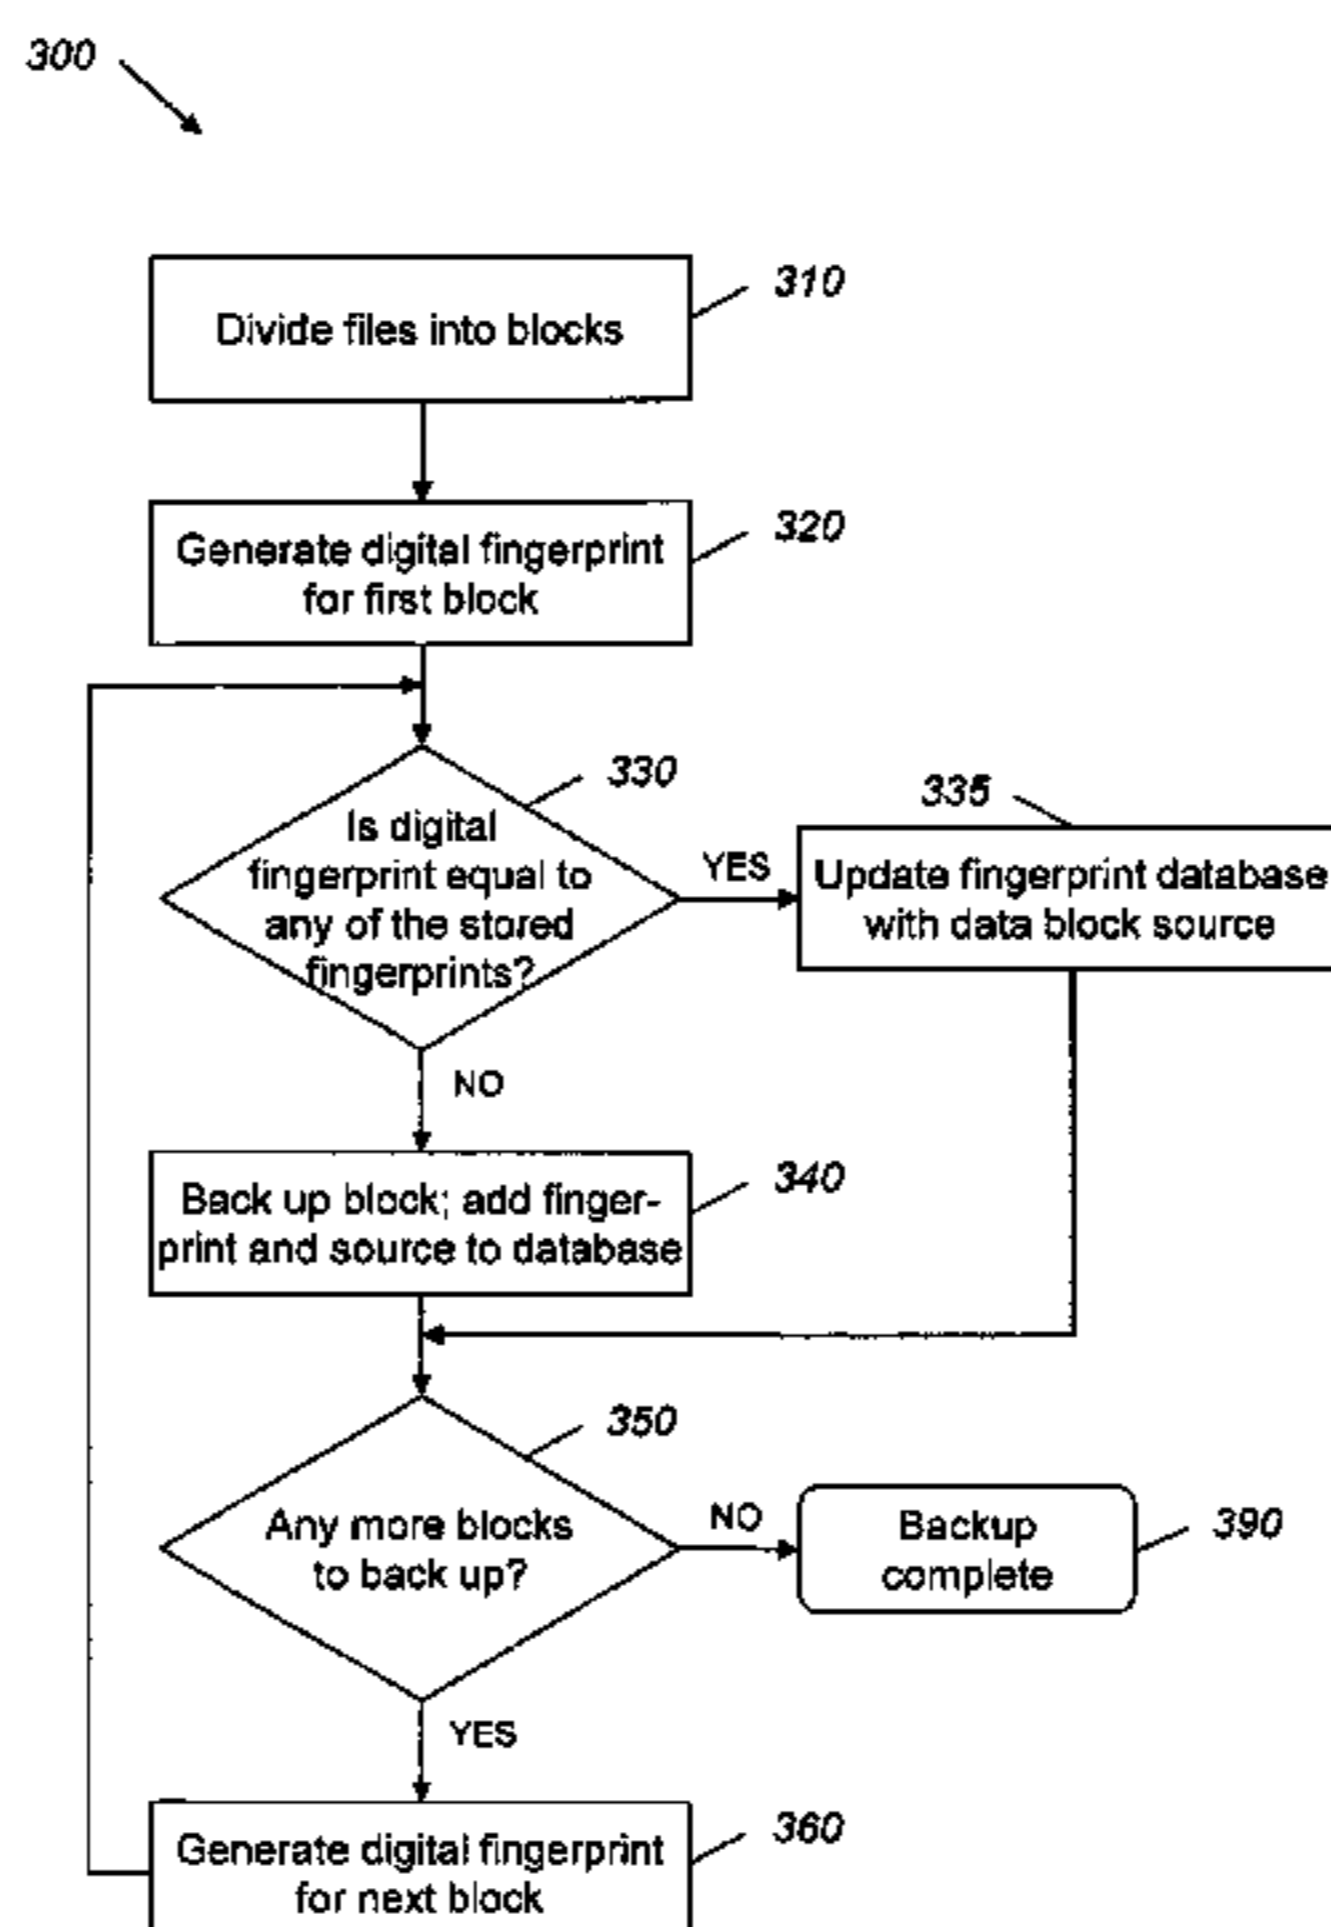 300
310
Divide files into blocks
320
Generate digital fingerprint
for first block
330
Is digital
fingerprint equal to
any of the stored
fingerprints?
YES
335
Update fingerprint database
with data block source
NO
340
Back up block; add finger-
print and source to database
350
Any more blocks
to back up?
NO
Backup
complete
390
YES
360
Generate digital fingerprint
for next block